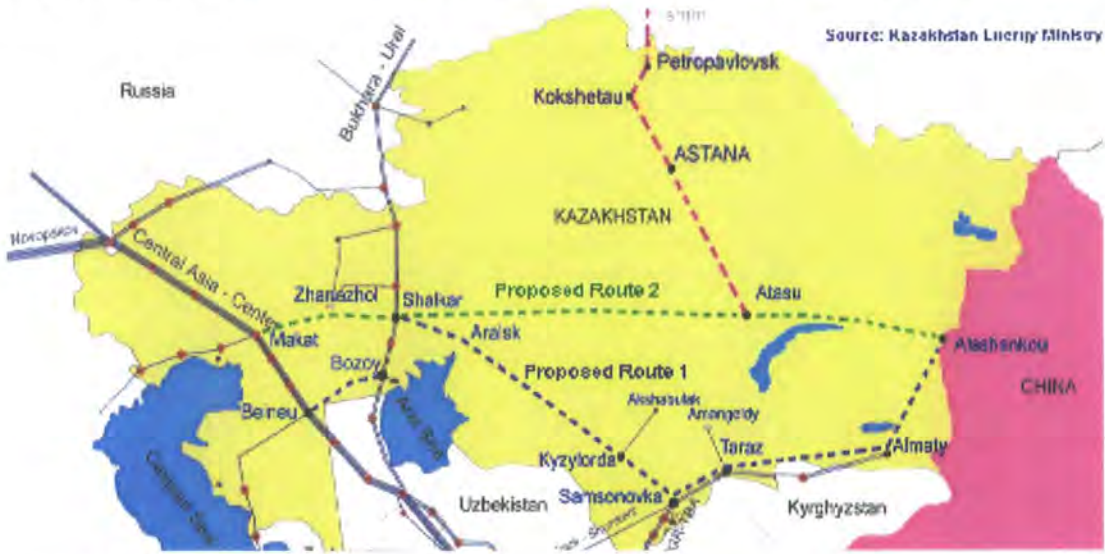 Source: Kazakhstan Energy Ministry
Petropavlovsk
Russia
Bukhara - Ural
Kokshetau
ASTANA
KAZAKHSTAN
Central Asia - Center
Zhanazhol
Shalkar
Proposed Route 2
Atasu
Makat
Aralsk
Alashankou
Bozoy
Proposed Route 1
CHINA
Akshabulak
Beineu
Aral Sea
Amangeldy
Taraz
Almaty
Kyzylorda
Caspian Sea
Samsonovka
Uzbekistan
Kyrghyzstan